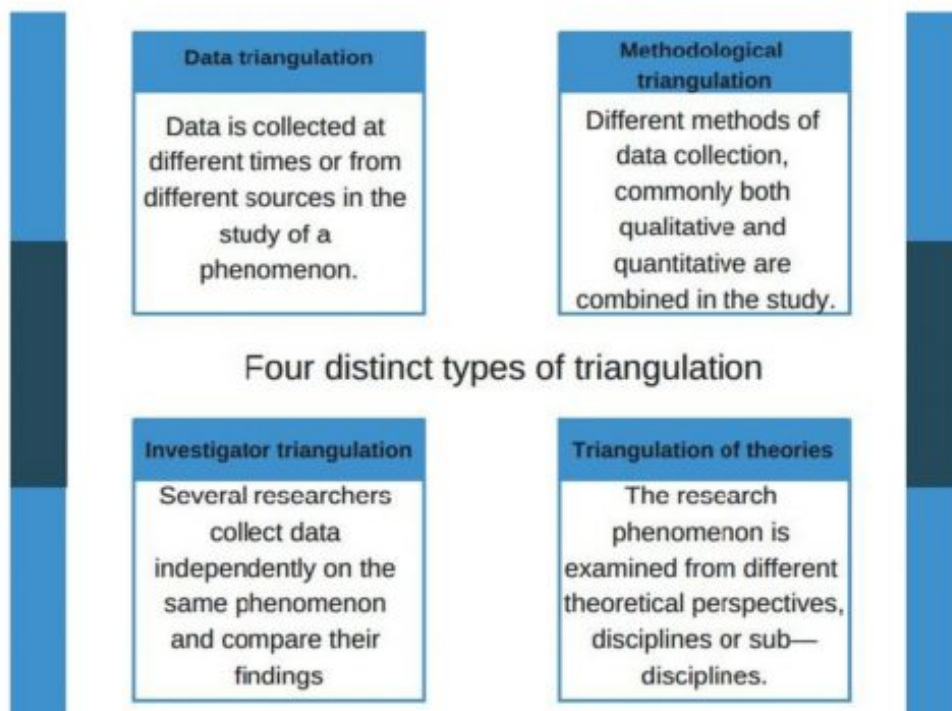 Data triangulation
Data is collected at
different times or from
different sources in the
study of a
phenomenon.
Methodological
triangulation
Different methods of
data collection,
commonly both
qualitative and
quantitative are
combined in the study.
Four distinct types of triangulation
Investigator triangulation
Several researchers
collect data
independently on the
same phenomenon
and compare their
findings
Triangulation of theories
The research
phenomenon is
examined from different
theoretical perspectives,
disciplines or sub—
disciplines.